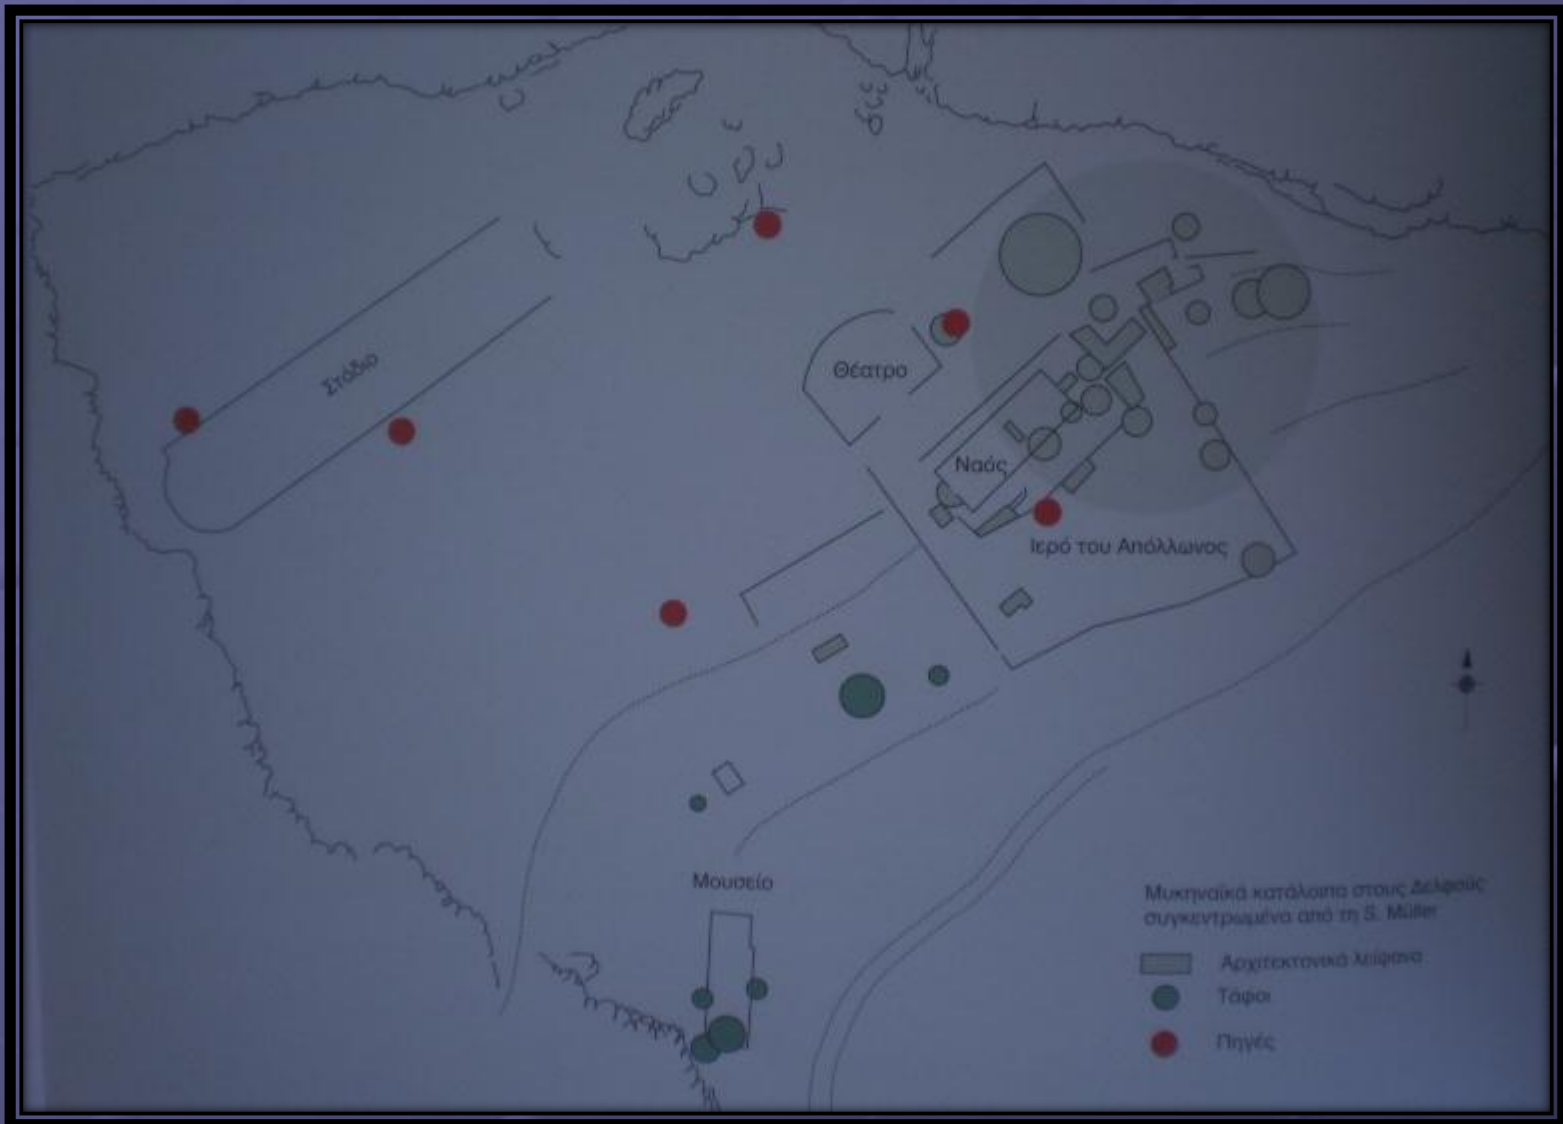 Στάδιο
Θέατρο
Ναός
Ιερό του Απόλλωνος
Μουσείο
Μυκηναϊκά κατάλοιπα στους Δελφούς
συγκεντρωμένα από τη S. Müller
Αρχιτεκτονικά λείψανα
Τάφοι
Πηγές